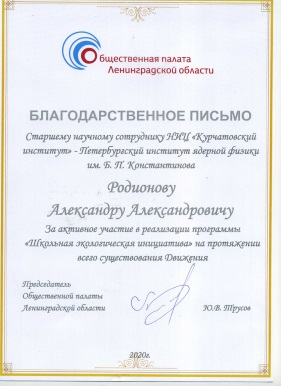 Общественная палата
Ленинградской области
БЛАГОДАРСТВЕННОЕ ПИСЬМО
Старшему научному сотруднику НИЦ «Курчатовский
институт» - Петербургский институт ядерной физики
им. Б. П. Константинова
Родионову
Александру Александровичу
За активное участие в реализации программы
«Школьная экологическая инициатива» на протяжении
всего существования Движения
Председатель
Общественной палаты
Ленинградской области
Ю.В. Трусов
2020г.